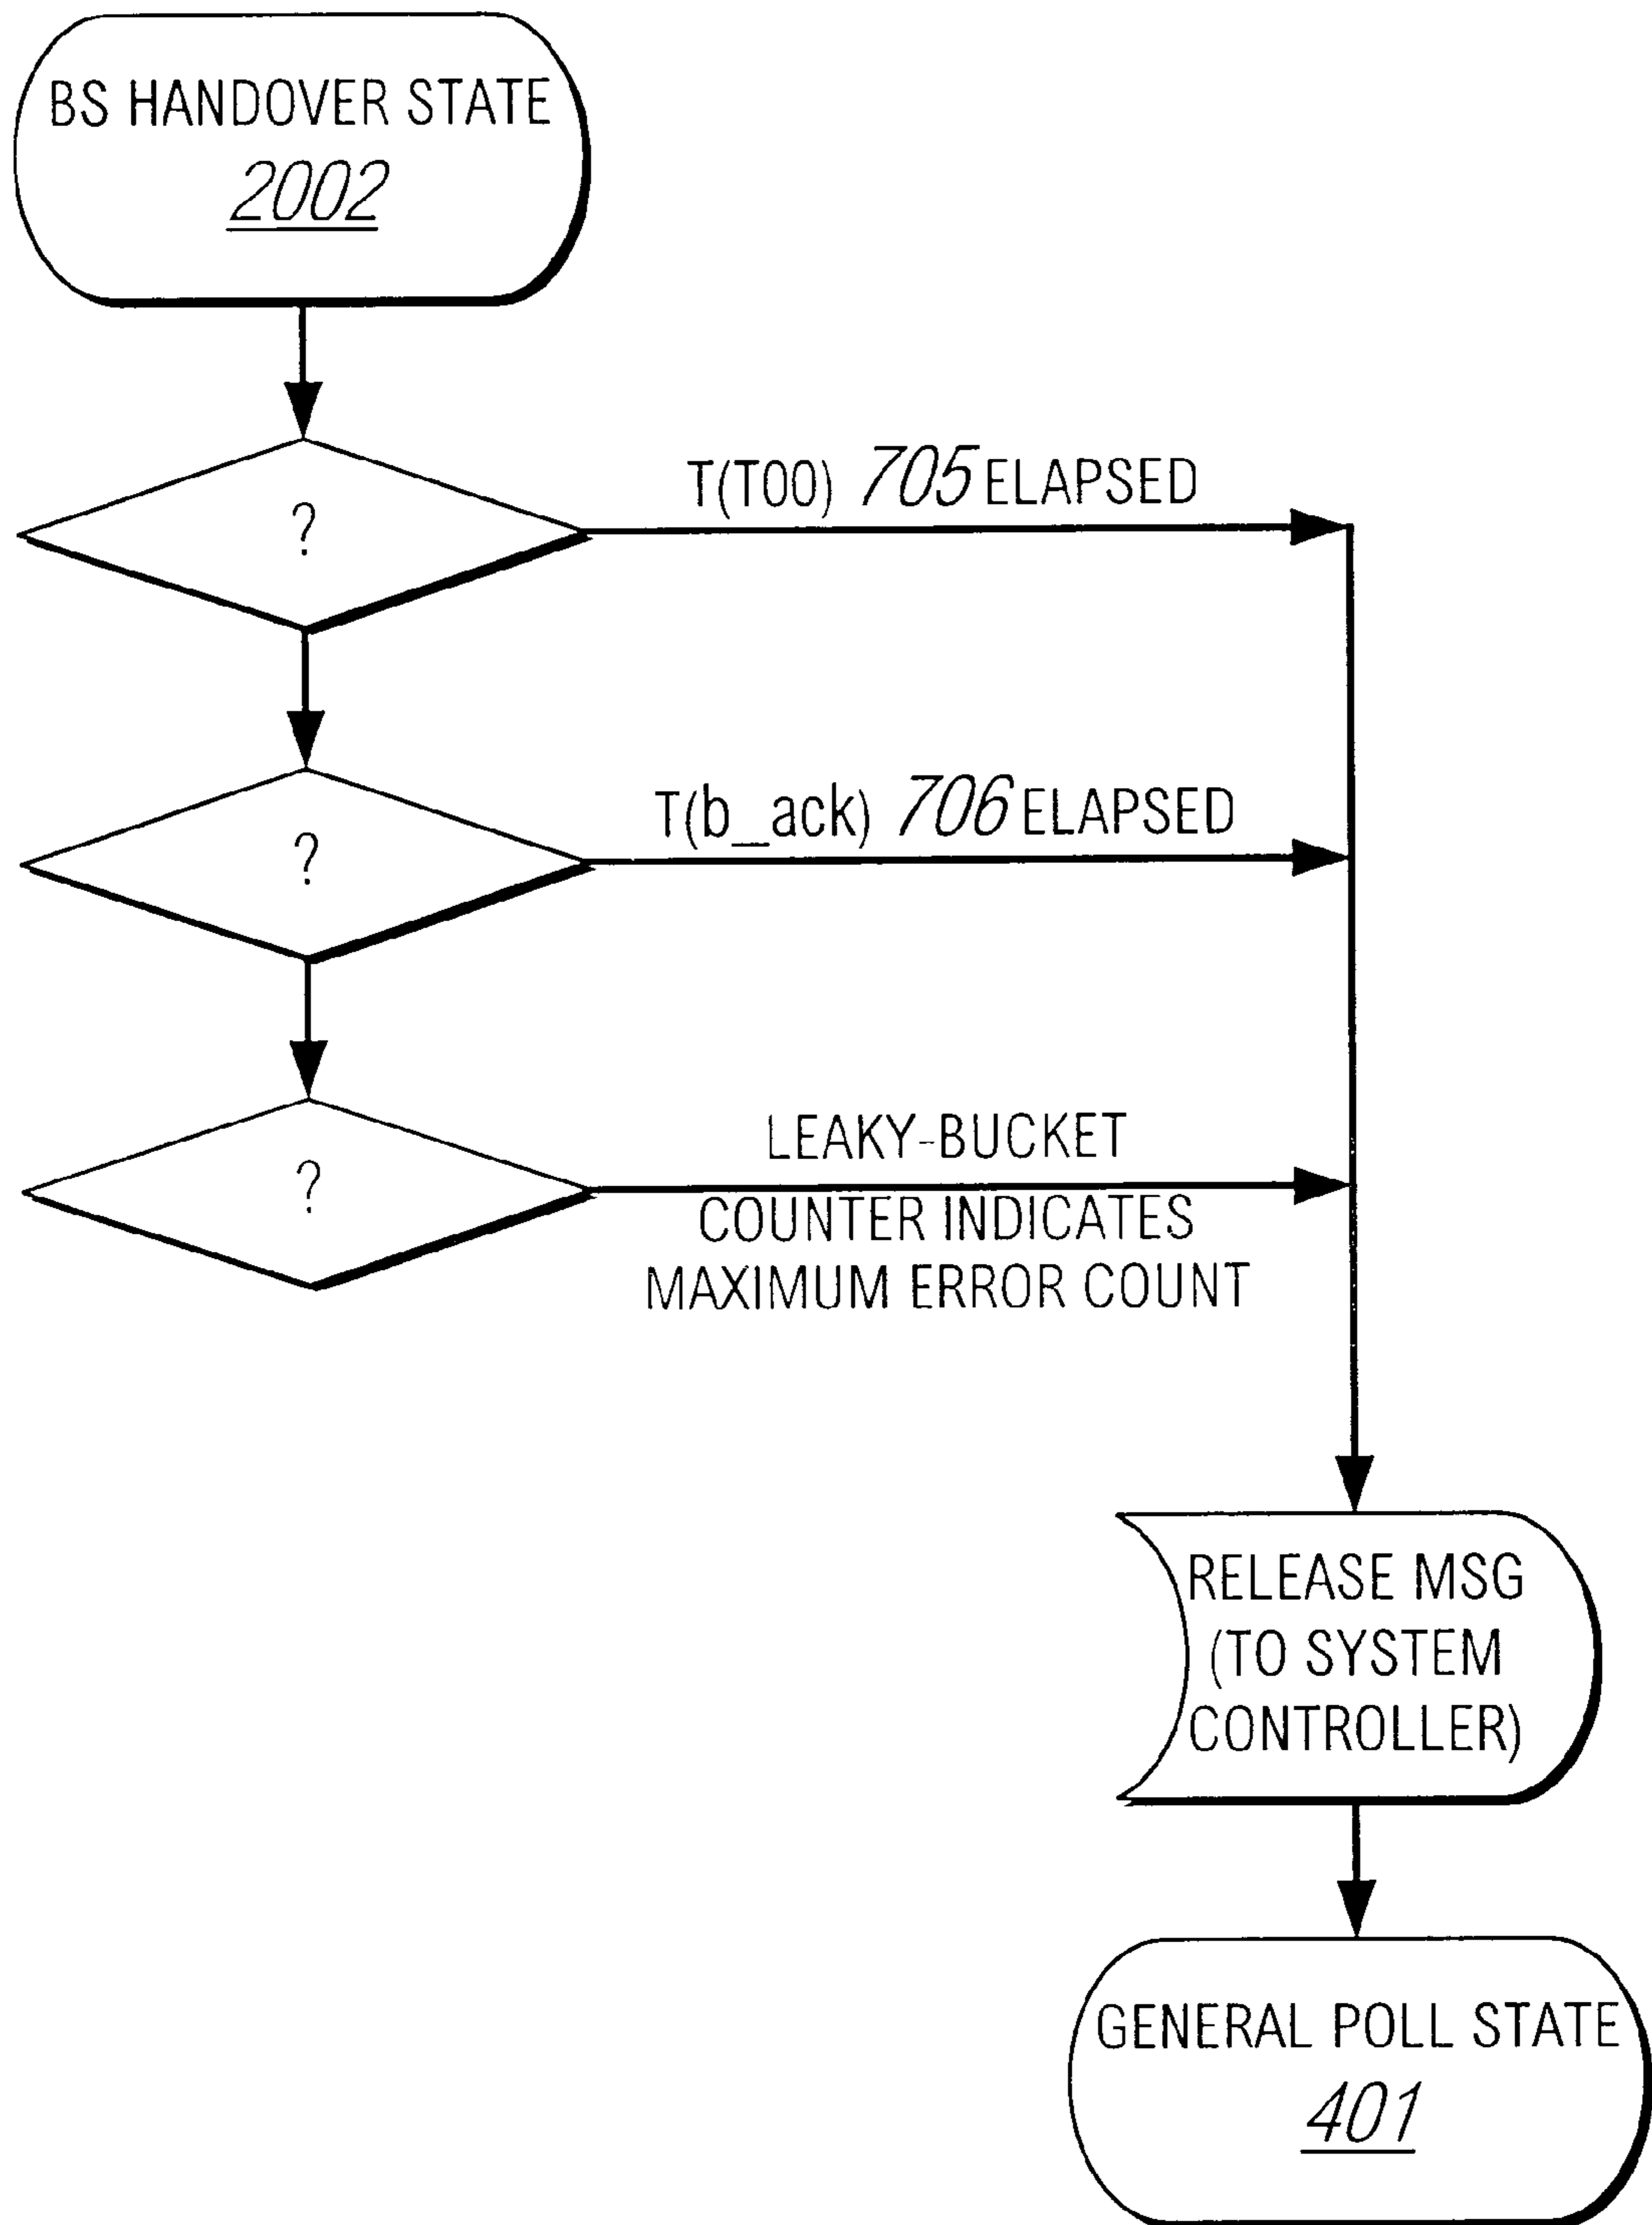 BS HANDOVER STATE
2002
?
T(T00) 705 ELAPSED
?
T(b_ack) 706 ELAPSED
?
LEAKY-BUCKET
COUNTER INDICATES
MAXIMUM ERROR COUNT
RELEASE MSG
(TO SYSTEM
CONTROLLER)
GENERAL POLL STATE
401